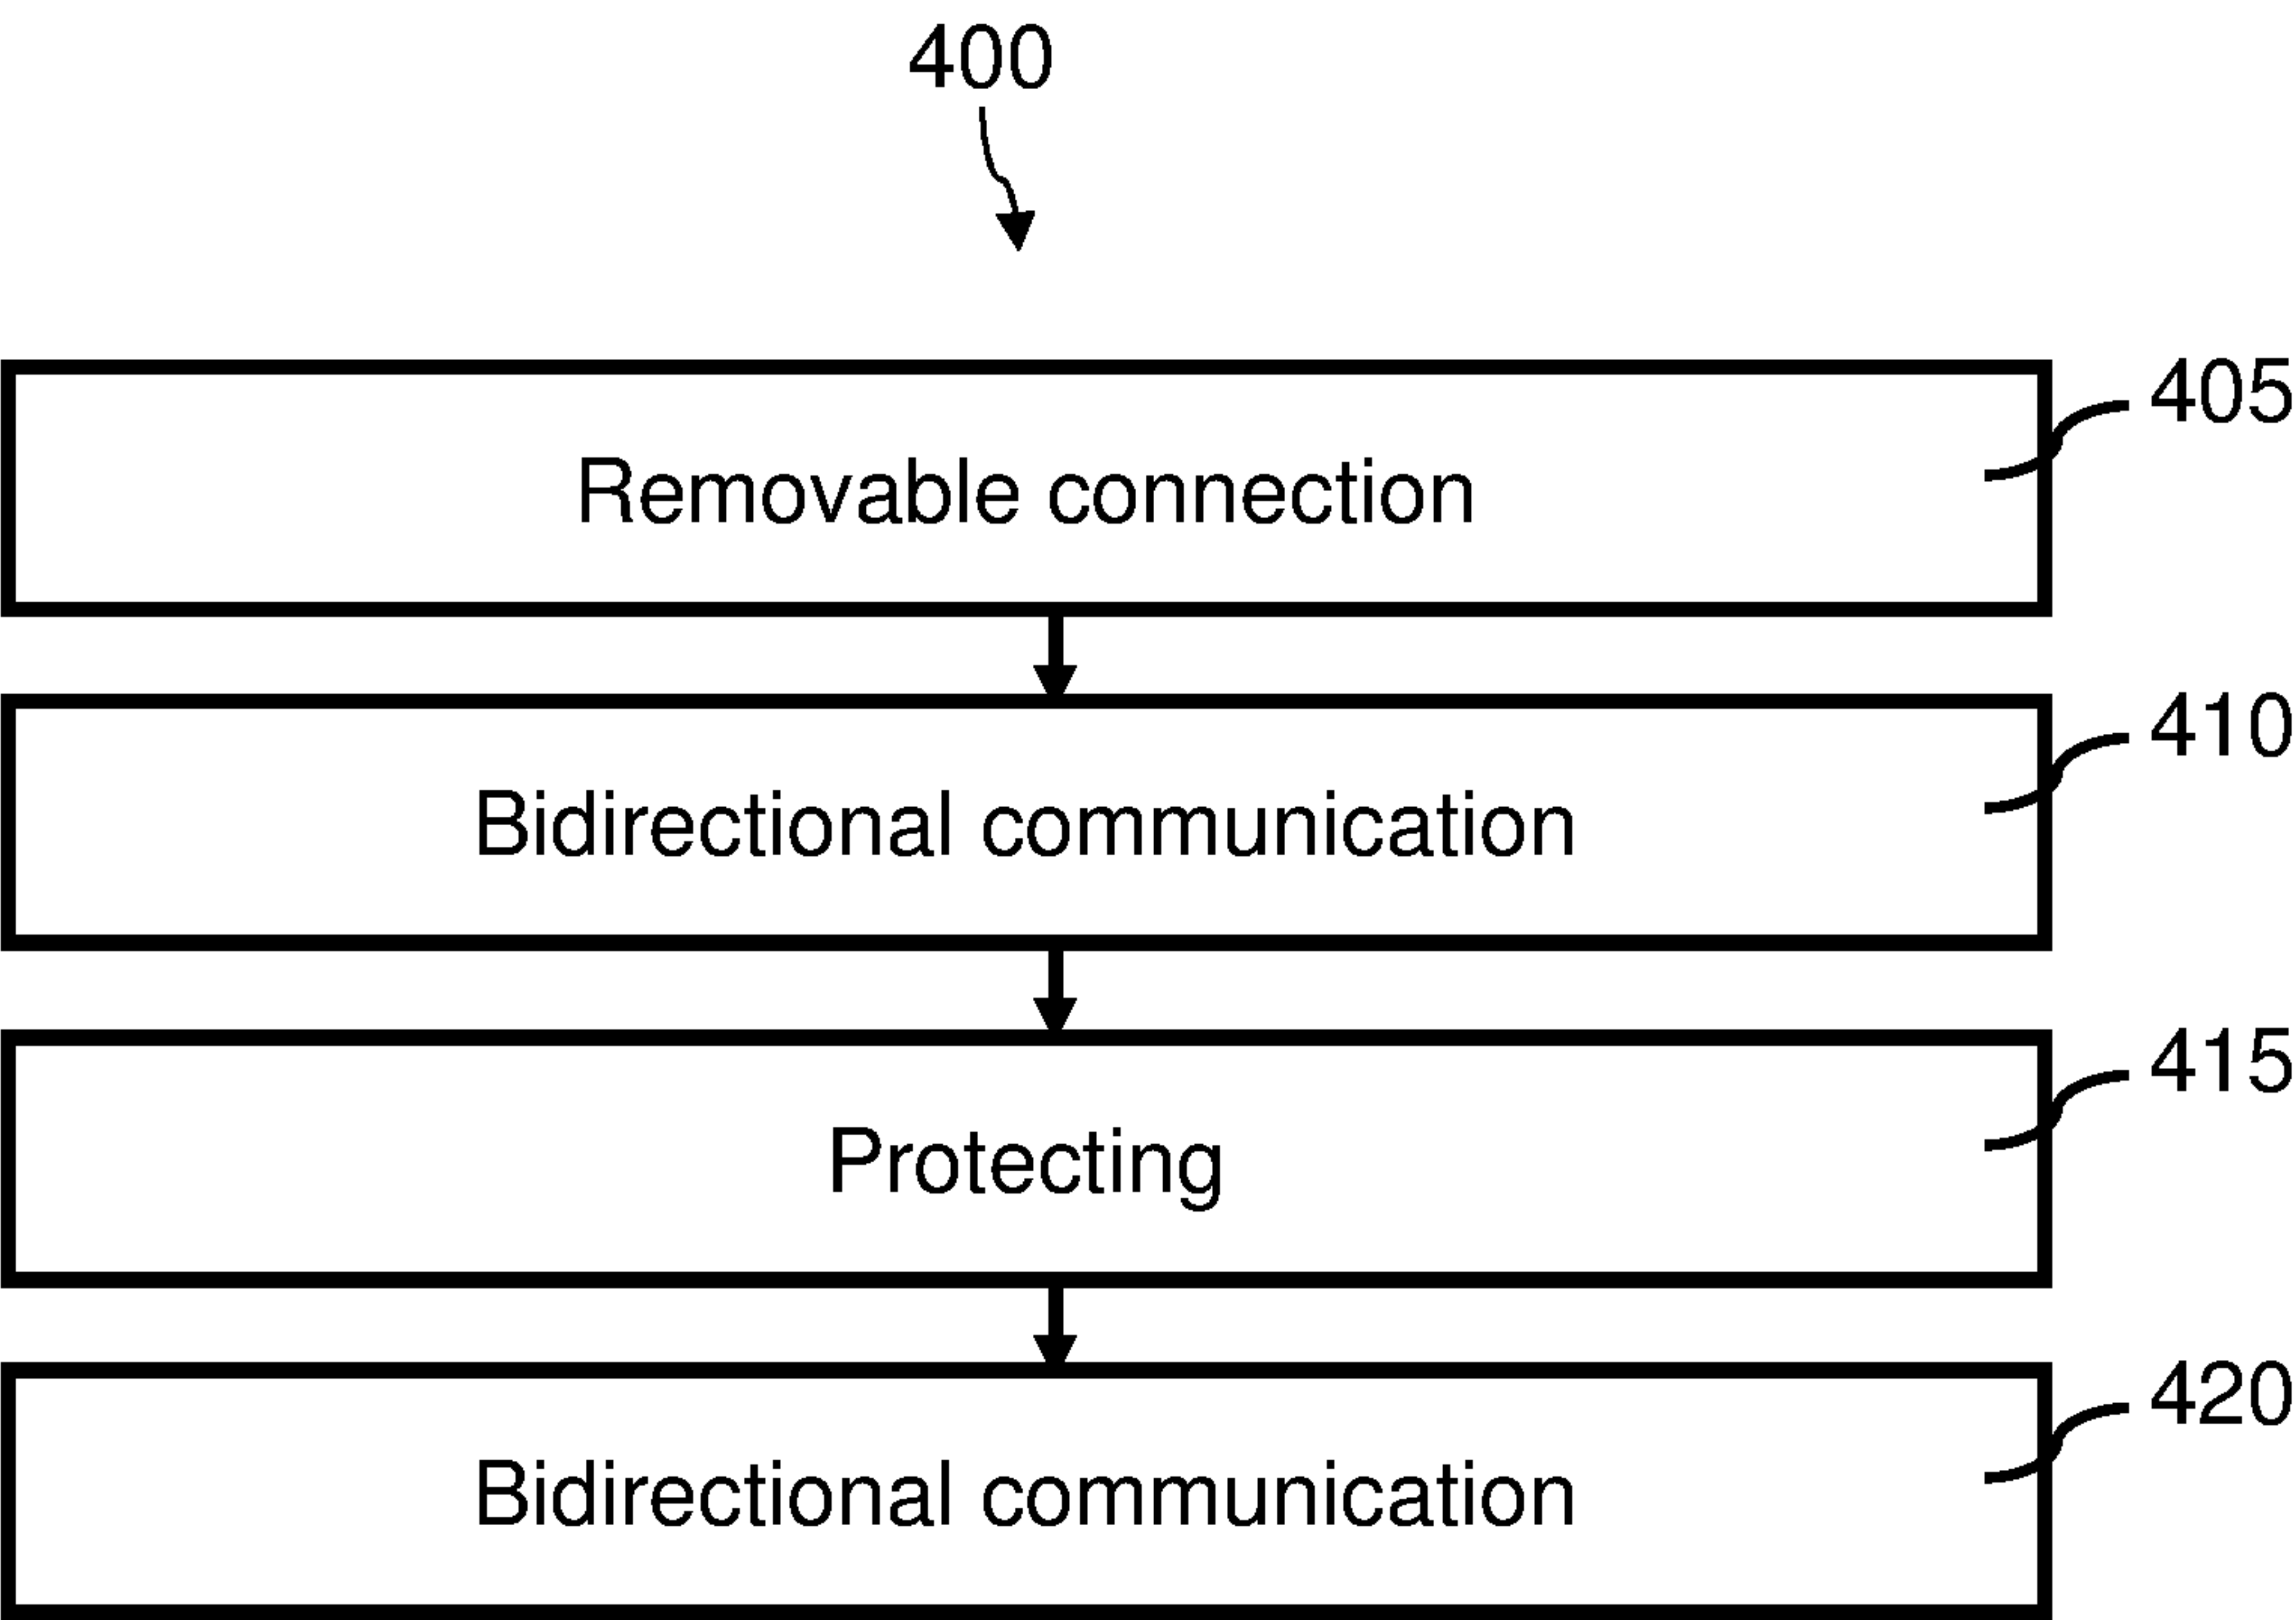 400
405
Removable connection
410
Bidirectional communication
415
Protecting
420
Bidirectional communication